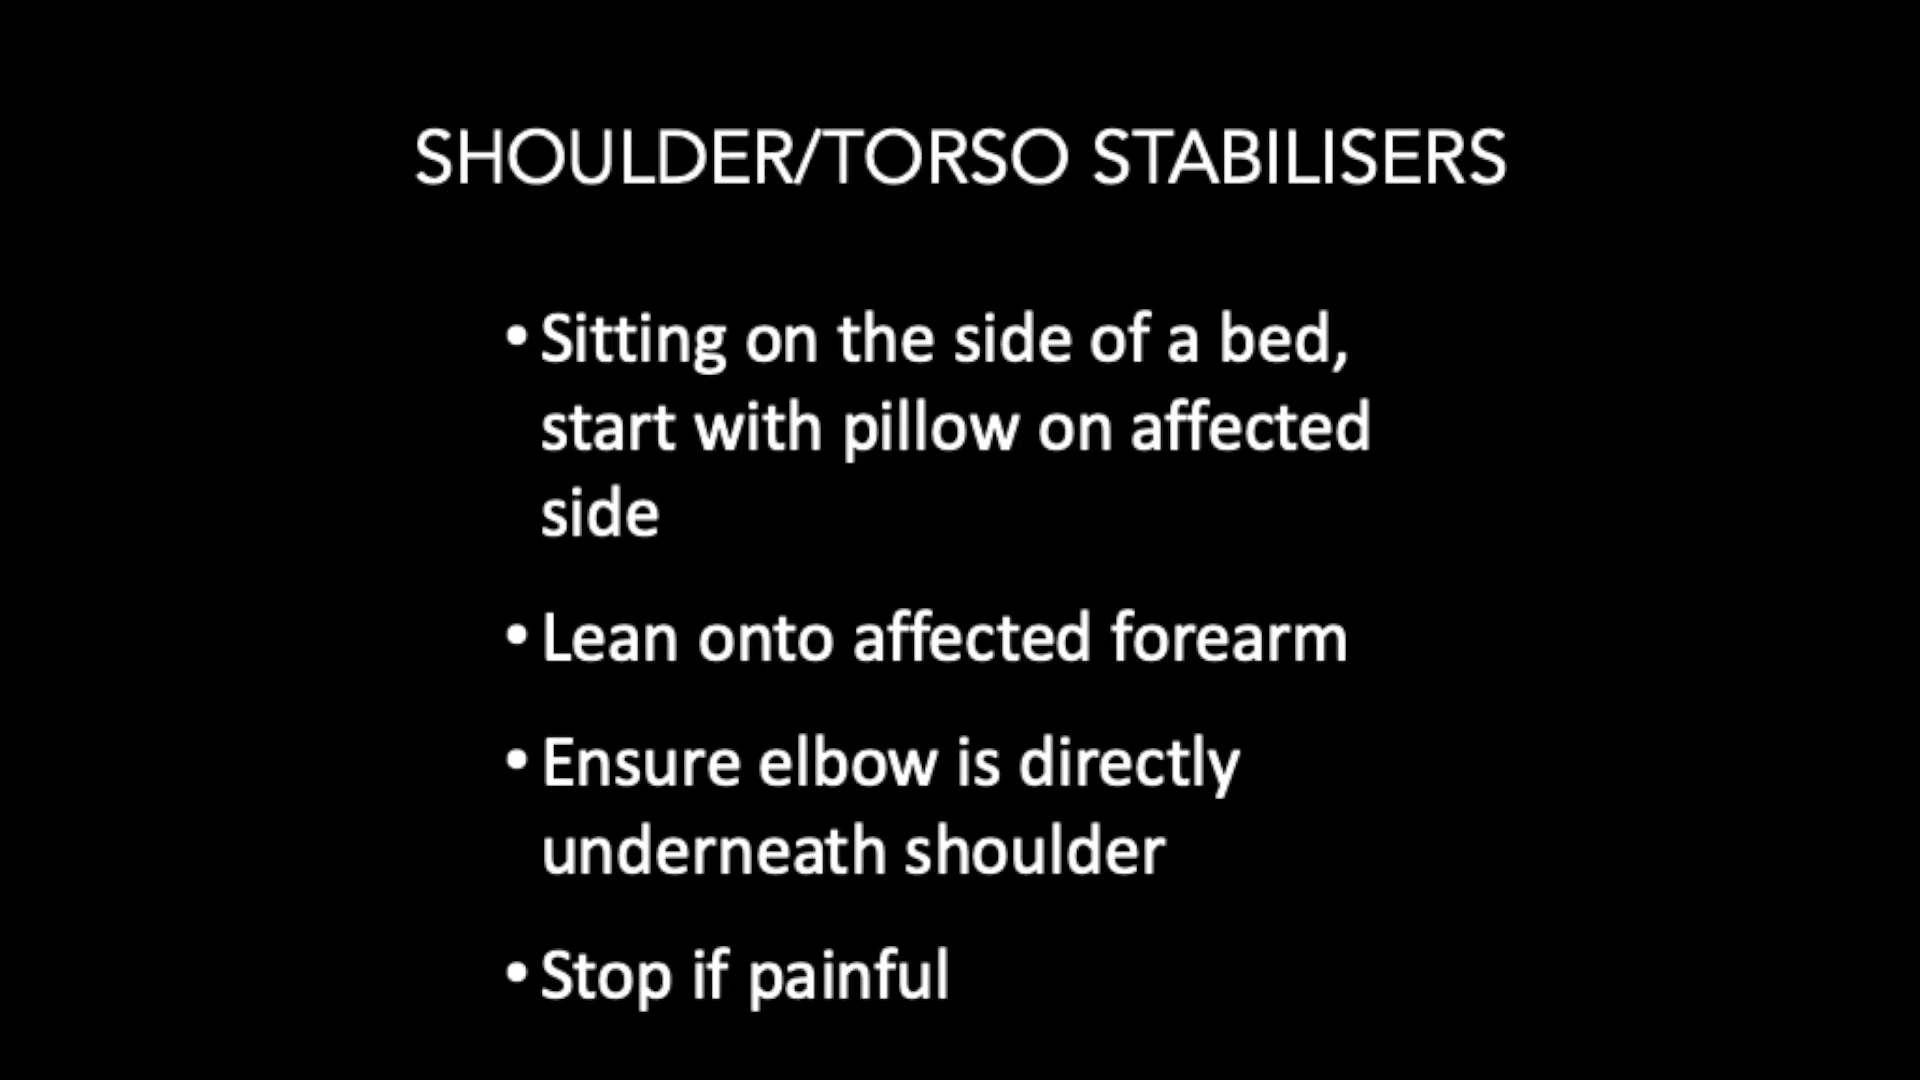 SHOULDER/TORSO STABILISERS
• Sitting on the side of a bed,
start with pillow on affected
side
• Lean onto affected forearm
• Ensure elbow is directly
underneath shoulder
• Stop if painful